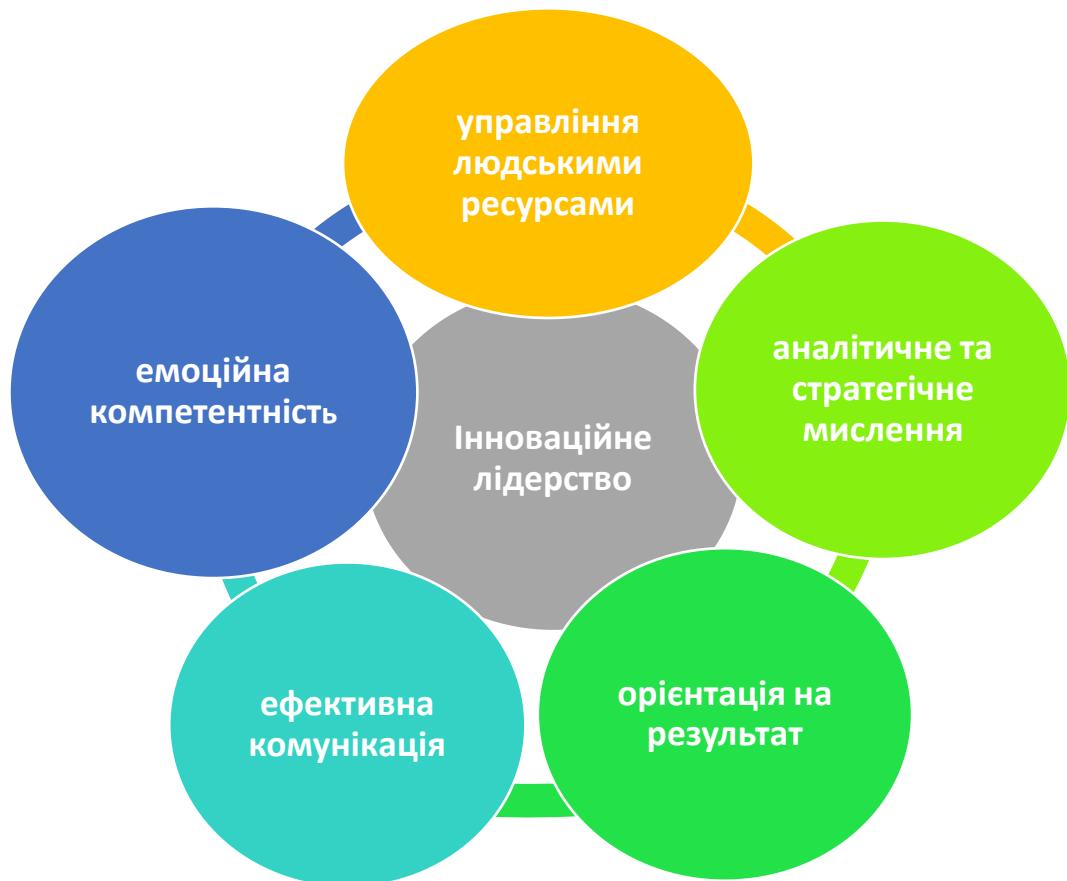 управління
людськими
ресурсами
аналітичне та
стратегічне
мислення
орієнтація на
результат
ефективна
комунікація
емоційна
компетентність
Інноваційне
лідерство